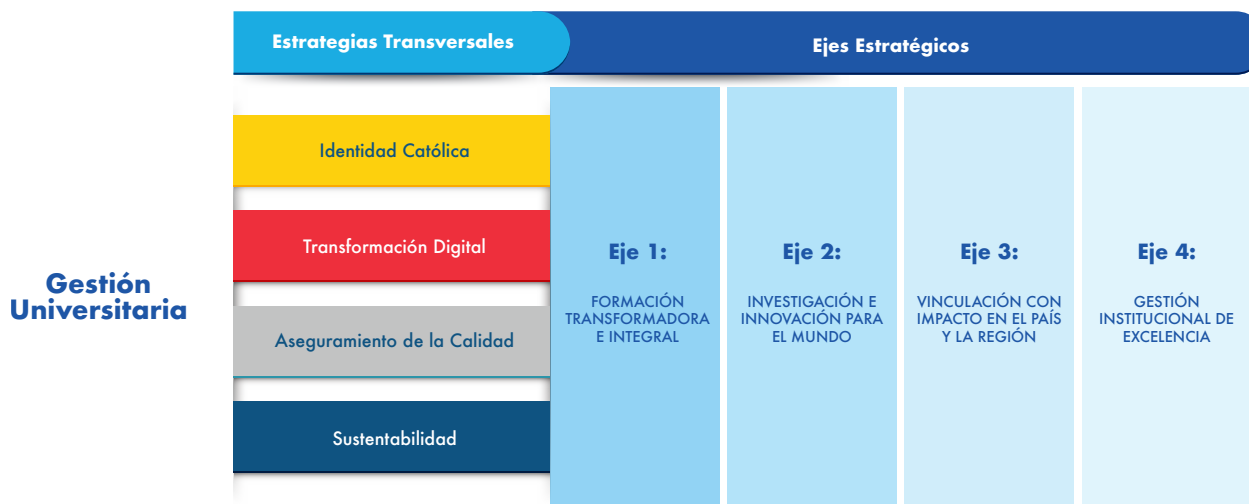 Estrategias Transversales
Ejes Estratégicos
Gestión
Universitaria
Identidad Católica
Transformación Digital
Aseguramiento de la Calidad
Sustentabilidad
Eje 1:
FORMACIÓN
TRANSFORMADORA
E INTEGRAL
Eje 2:
INVESTIGACIÓN E
INNOVACIÓN PARA
EL MUNDO
Eje 3:
VINCULACIÓN CON
IMPACTO EN EL PAÍS
Y LA REGIÓN
Eje 4:
GESTIÓN
INSTITUCIONAL DE
EXCELENCIA